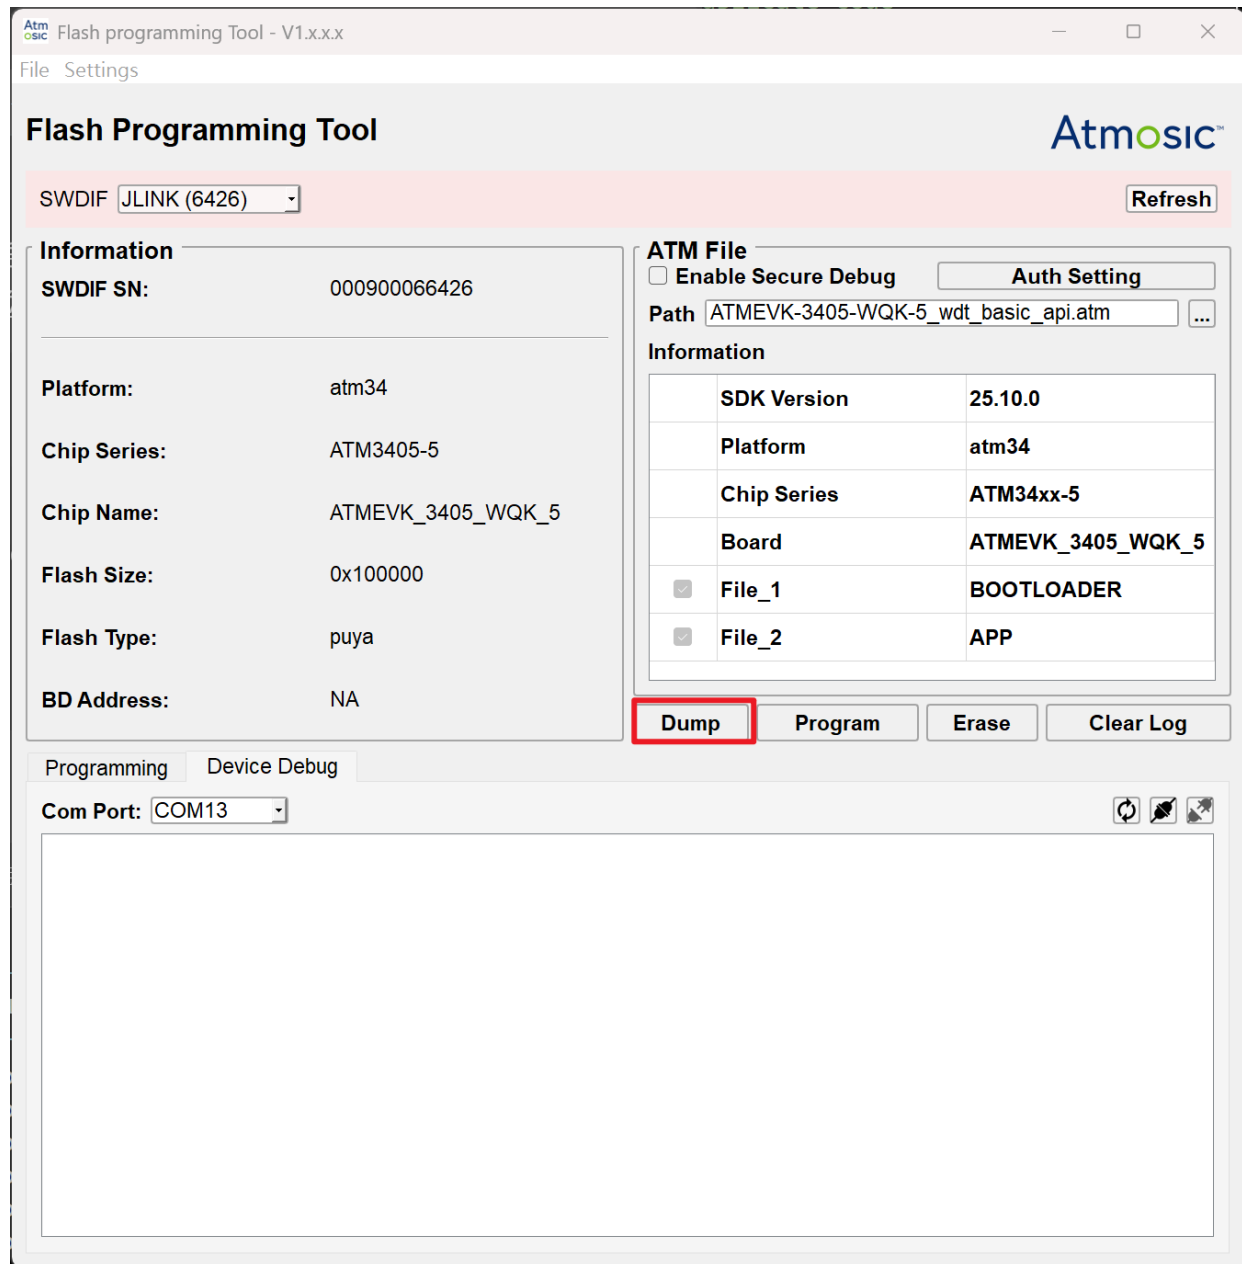 Atm
osic
Flash programming Tool - V1.x.x.x
File Settings
Flash Programming Tool
Atmosic™
SWDIF JLINK (6426)
Refresh
Information
SWDIF SN: 000900066426
Platform: atm34
Chip Series: ATM3405-5
Chip Name: ATMEVK_3405_WQK_5
Flash Size: 0x100000
Flash Type: puya
BD Address: NA
ATM File
Enable Secure Debug Auth Setting
Path ATMEVK-3405-WQK-5_wdt_basic_api.atm ...
Information
SDK Version 25.10.0
Platform atm34
Chip Series ATM34xx-5
Board ATMEVK_3405_WQK_5
File_1 BOOTLOADER
File_2 APP
Dump Program Erase Clear Log
Programming Device Debug
Com Port: COM13